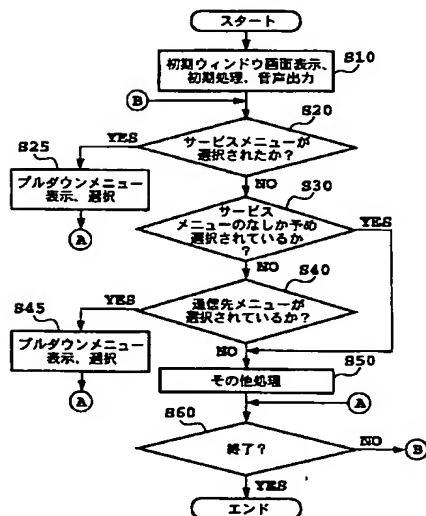 スタート
初期ウィンドウ画面表示、
初期処理、音声出力
S10
B
S20
サービスメニューが
選択されたか?
YES
S25
プルダウンメニュー
表示、選択
A
NO
S30
サービス
メニューのなしか予め
選択されているか
?
YES
NO
S40
通信先メニューが
選択されているか?
YES
S45
プルダウンメニュー
表示、選択
A
NO
S50
その他処理
A
S60
終了?
NO
B
YES
エンド